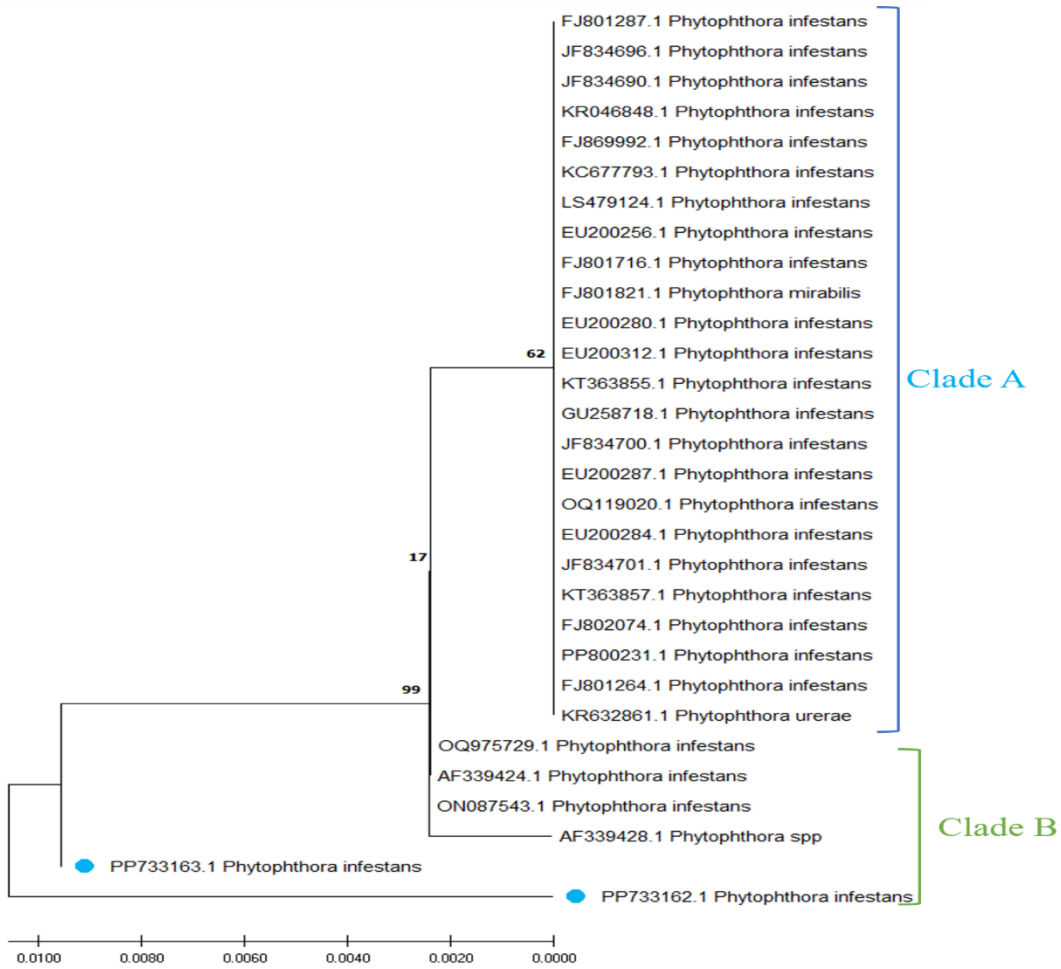 FJ801287.1 Phytophthora infestans
JF834696.1 Phytophthora infestans
JF834690.1 Phytophthora infestans
KR046848.1 Phytophthora infestans
FJ869992.1 Phytophthora infestans
KC677793.1 Phytophthora infestans
LS479124.1 Phytophthora infestans
EU200256.1 Phytophthora infestans
FJ801716.1 Phytophthora infestans
FJ801821.1 Phytophthora mirabilis
EU200280.1 Phytophthora infestans
62
EU200312.1 Phytophthora infestans
Clade A
KT363855.1 Phytophthora infestans
GU258718.1 Phytophthora infestans
JF834700.1 Phytophthora infestans
EU200287.1 Phytophthora infestans
OQ119020.1 Phytophthora infestans
EU200284.1 Phytophthora infestans
17
JF834701.1 Phytophthora infestans
KT363857.1 Phytophthora infestans
FJ802074.1 Phytophthora infestans
PP800231.1 Phytophthora infestans
99
FJ801264.1 Phytophthora infestans
KR632861.1 Phytophthora urerae
OQ975729.1 Phytophthora infestans
AF339424.1 Phytophthora infestans
ON087543.1 Phytophthora infestans
Clade B
AF339428.1 Phytophthora spp
PP733163.1 Phytophthora infestans
PP733162.1 Phytophthora infestans
0.0100 0.0080 0.0060 0.0040 0.0020 0.0000